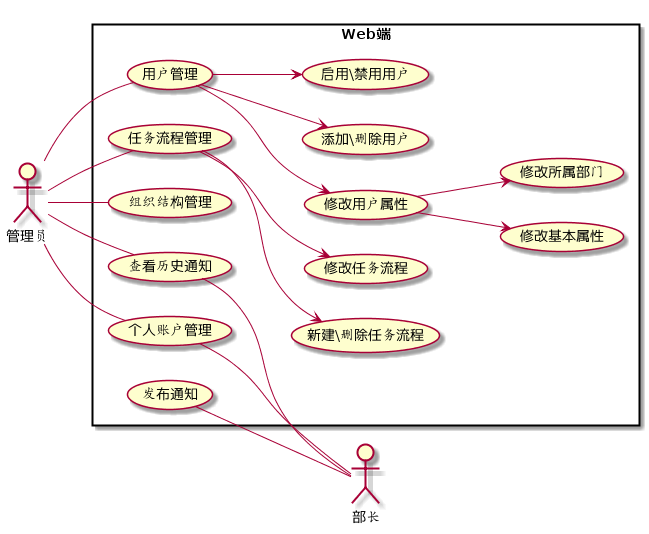 Web端
用户管理
启用\禁用用户
任务流程管理
添加\删除用户
修改所属部门
组织结构管理
修改用户属性
管理员
修改基本属性
查看历史通知
修改任务流程
个人账户管理
新建\删除任务流程
发布通知
部长